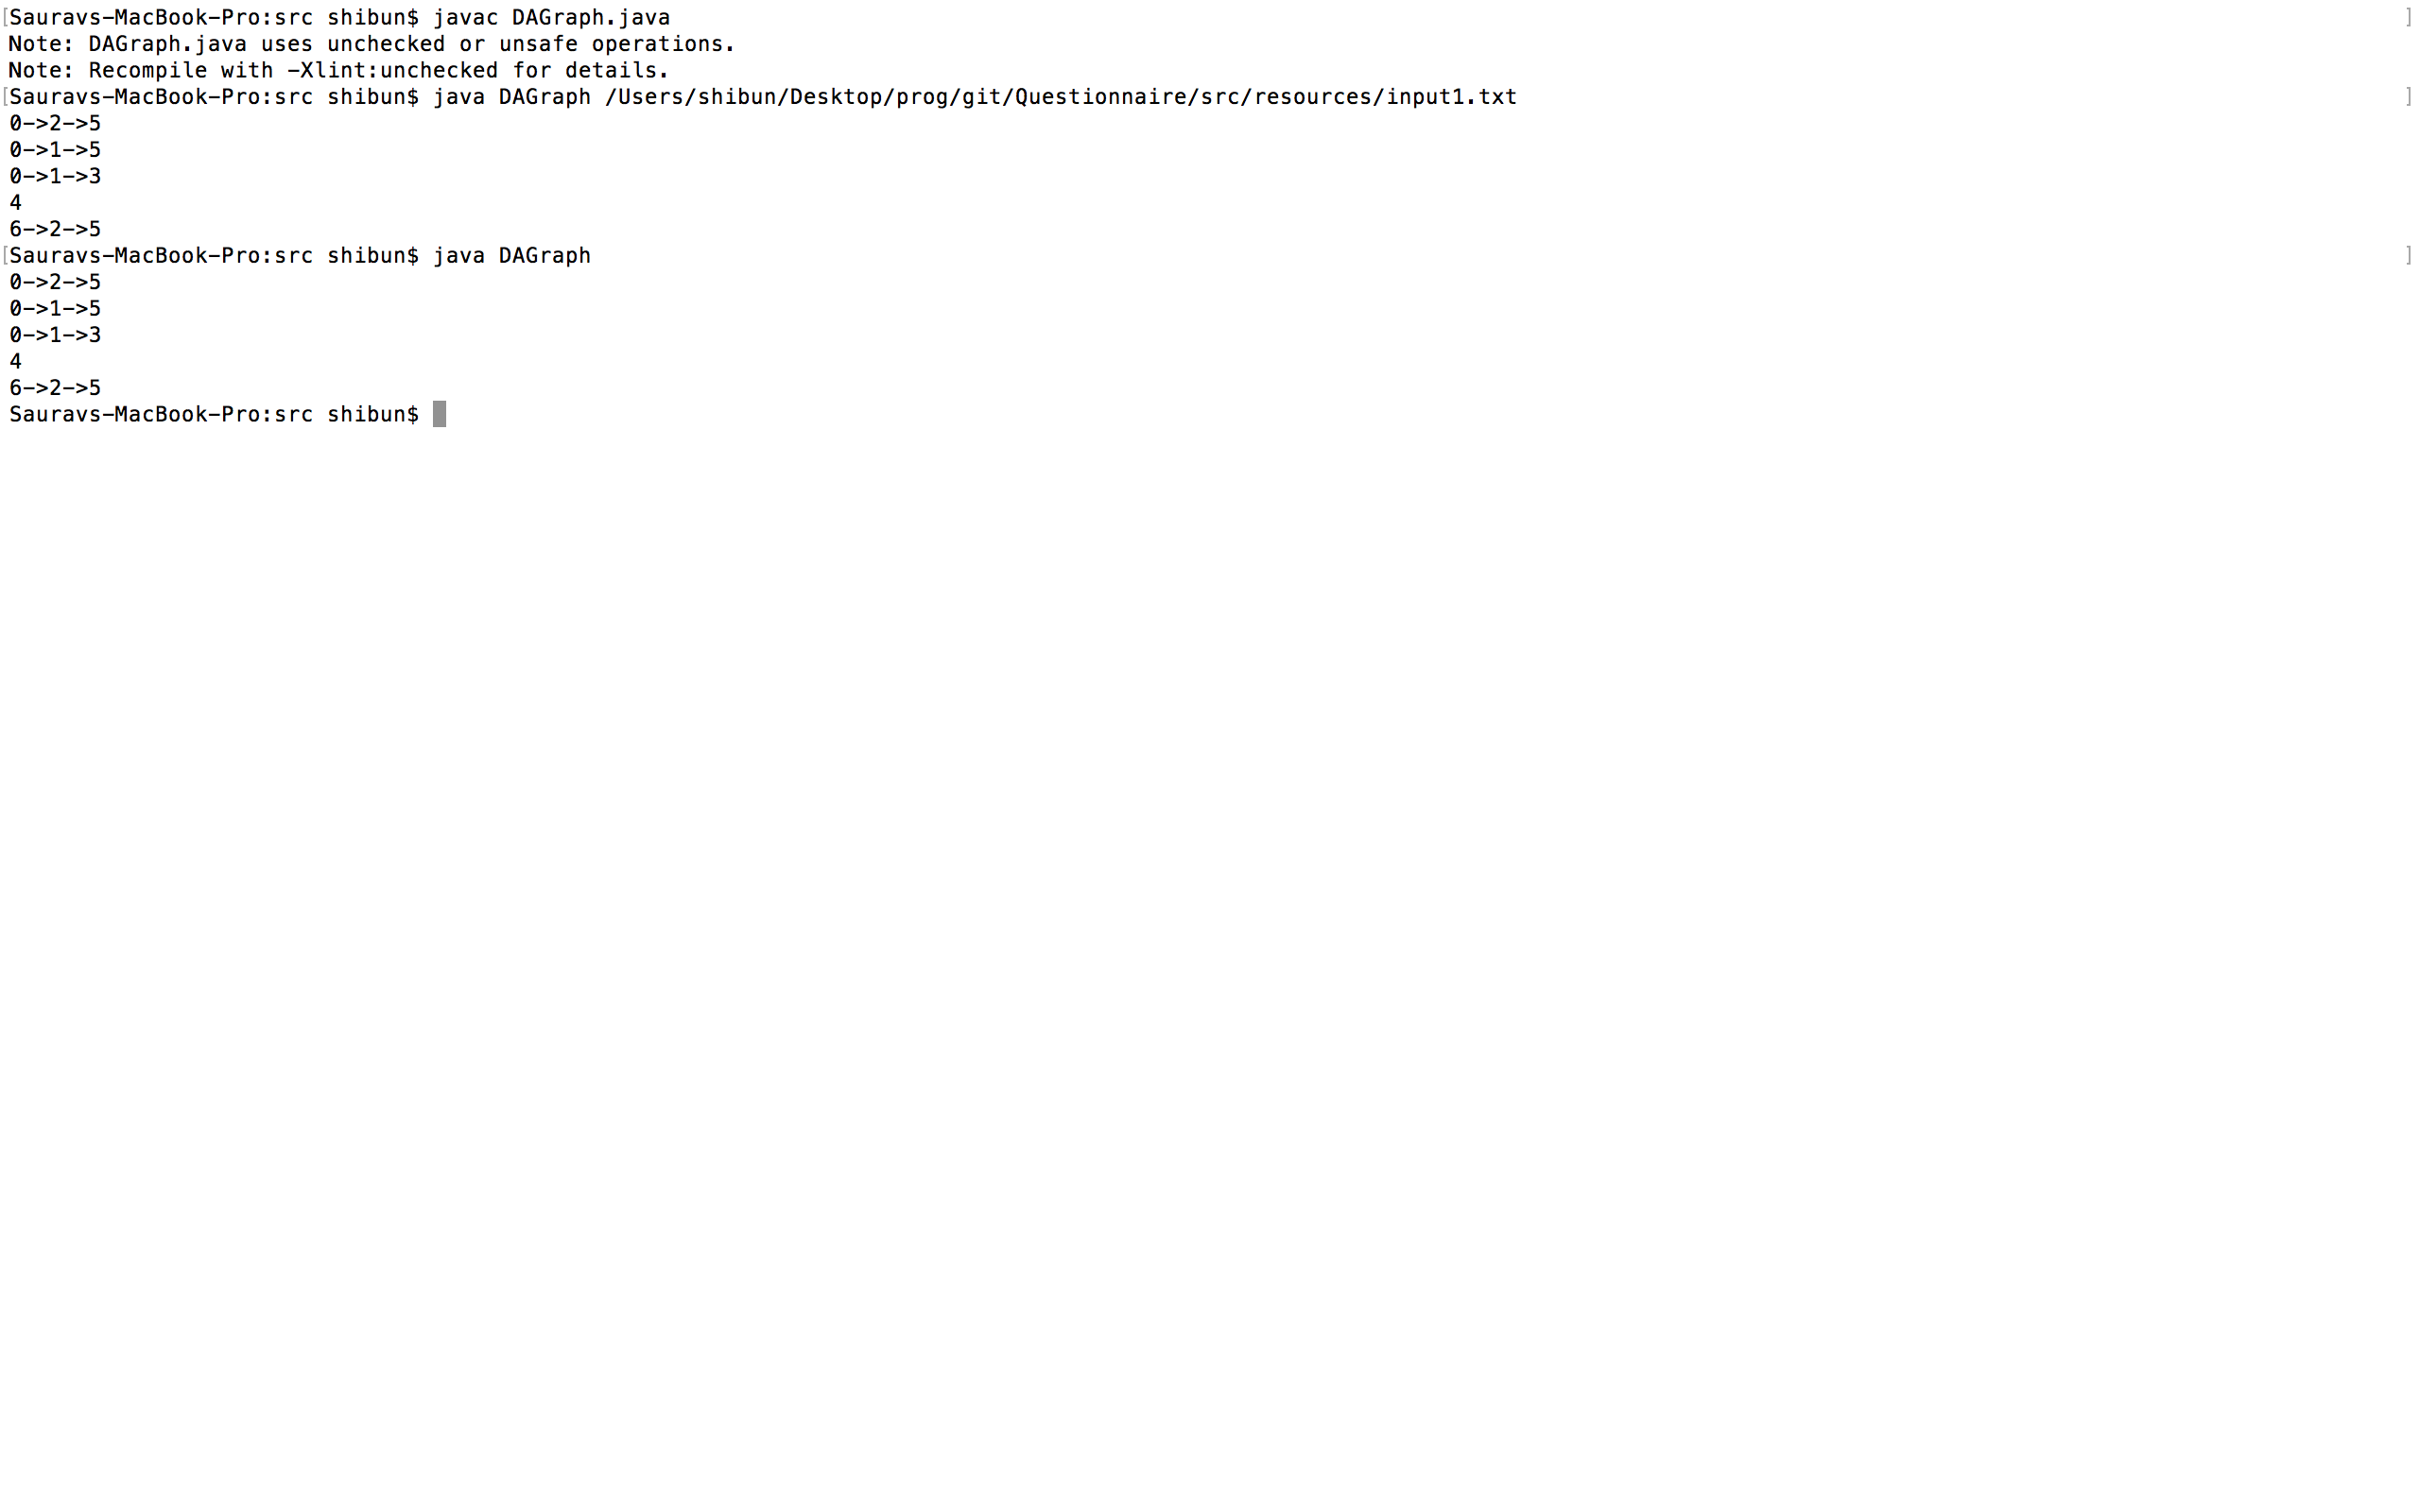 [Sauravs-MacBook-Pro:src shibun$ javac DAGraph.java ]
Note: DAGraph.java uses unchecked or unsafe operations.
Note: Recompile with -Xlint:unchecked for details.
[Sauravs-MacBook-Pro:src shibun$ java DAGraph /Users/shibun/Desktop/prog/git/Questionnaire/src/resources/input1.txt ]
0->2->5
0->1->5
0->1->3
4
6->2->5
[Sauravs-MacBook-Pro:src shibun$ java DAGraph ]
0->2->5
0->1->5
0->1->3
4
6->2->5
Sauravs-MacBook-Pro:src shibun$